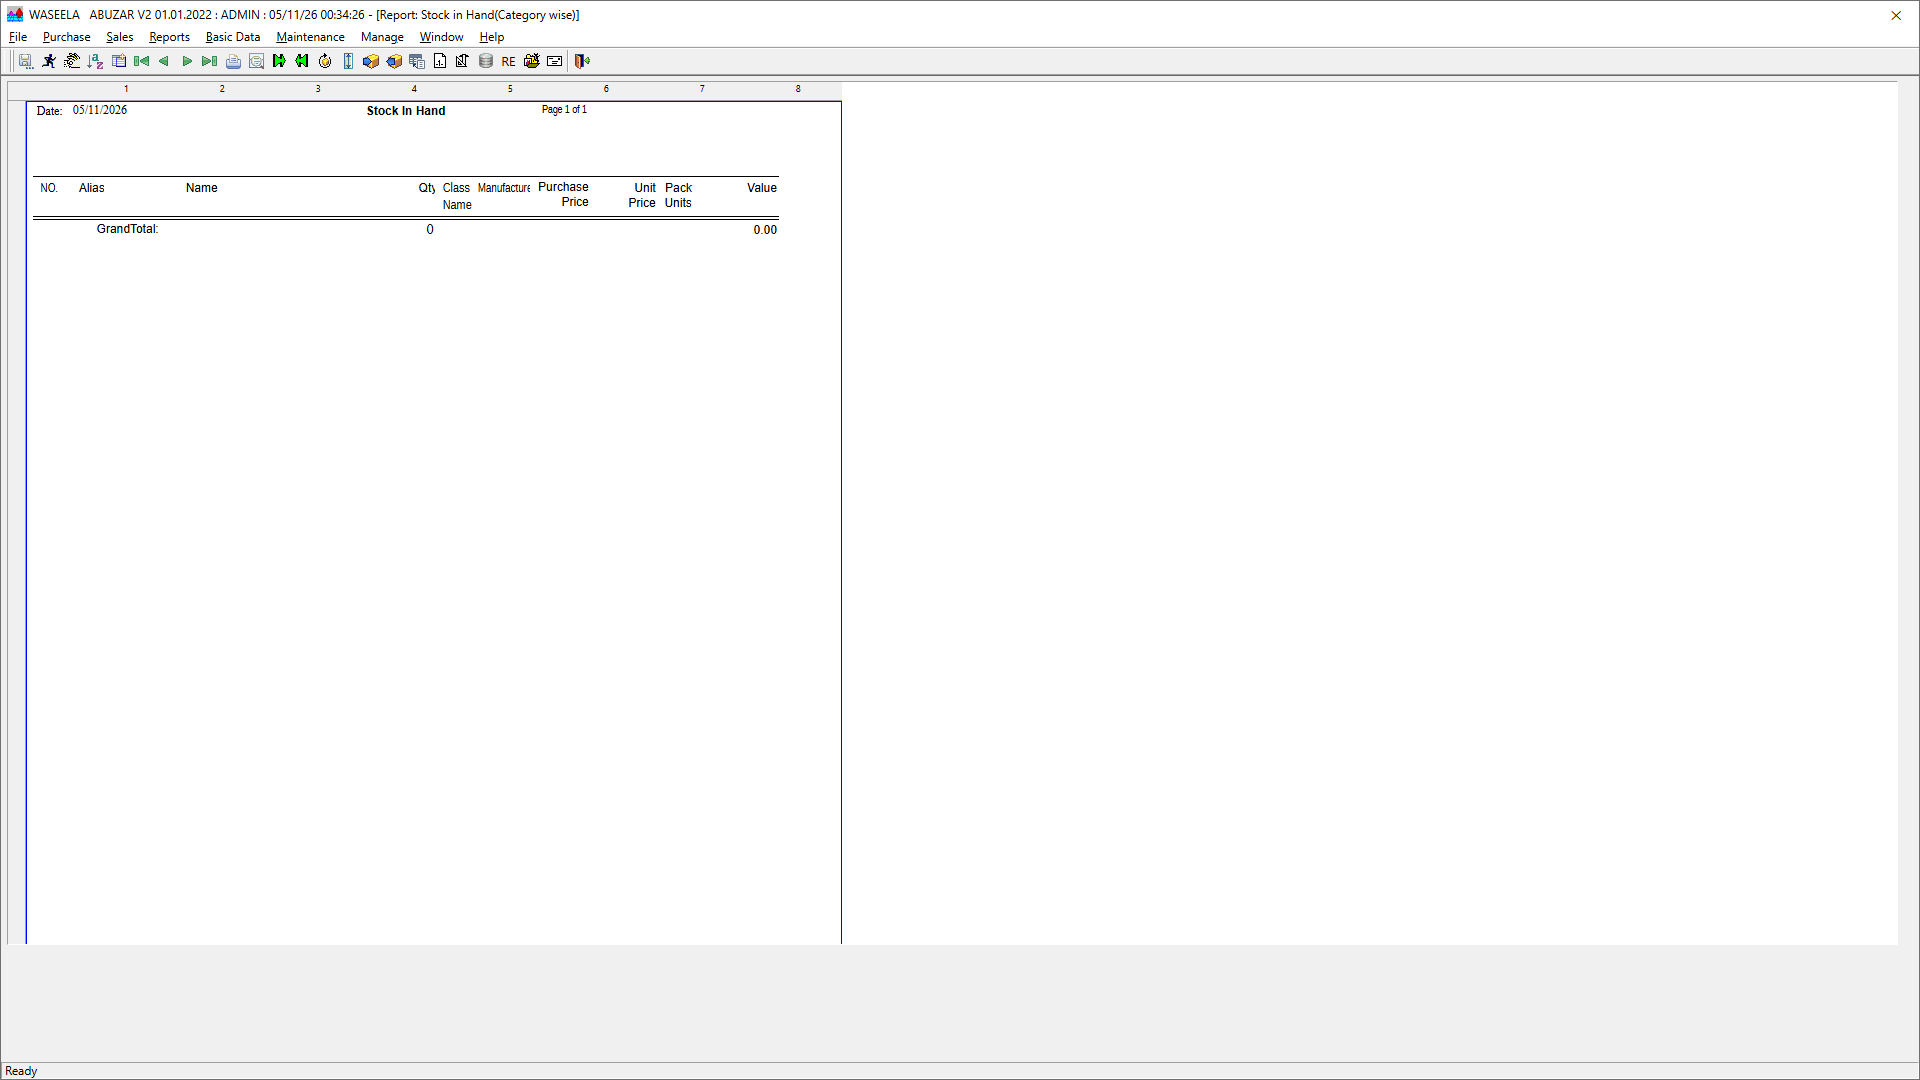 WASEELA   ABUZAR V2 01.01.2022 : ADMIN : 05/11/26 00:34:26 - [Report: Stock in Hand(Category wise)]
File Purchase Sales Reports Basic Data Maintenance Manage Window Help
RE
1 2 3 4 5 6 7 8
Date: 05/11/2026 Stock In Hand Page 1 of 1
NO. Alias Name Qty Class Manufacture Purchase Unit Pack Value
Name Price Price Units
GrandTotal: 0 0.00
Ready